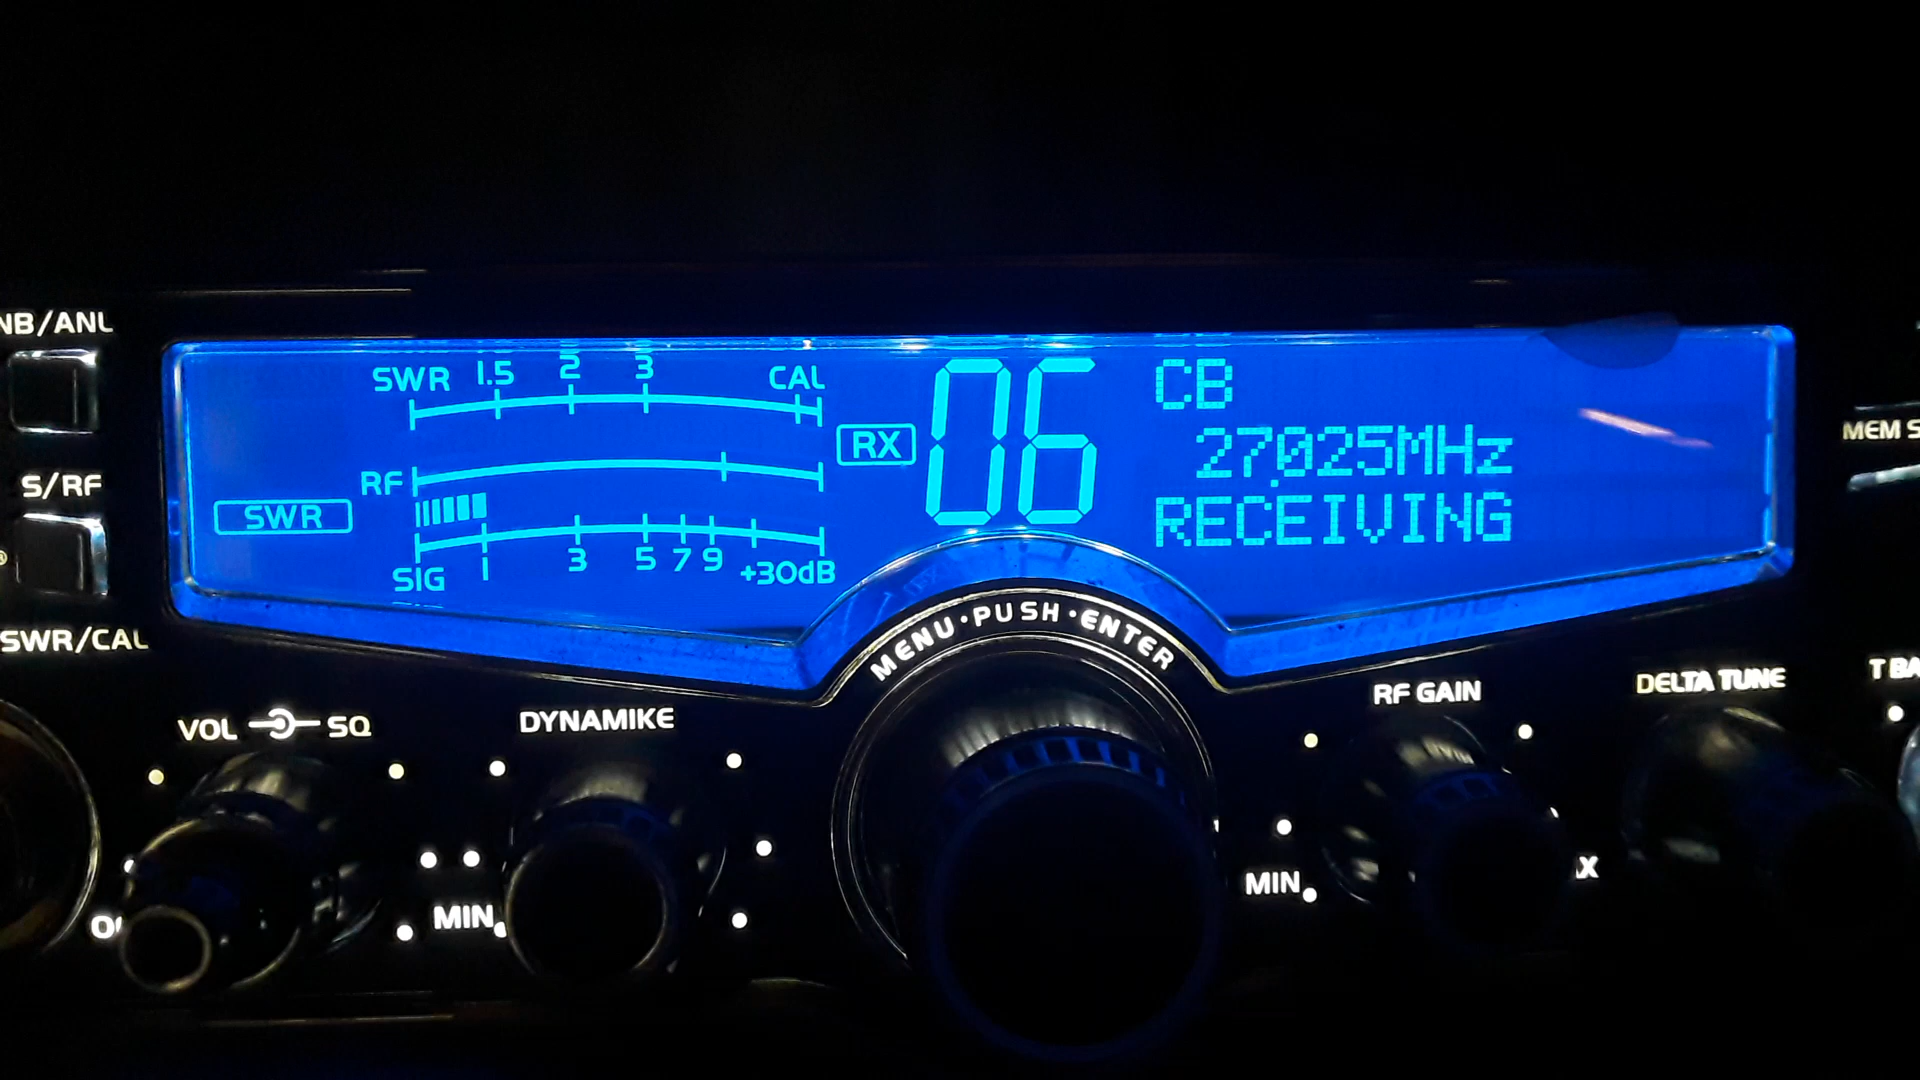 NB/ANL
S/RF
SWR/CAL
SWR 1.5 2 3 CAL
RF
SWR
SIG 1 3 5 7 9 +30dB
RX
06
CB
27.025MHz
RECEIVING
MENU·PUSH·ENTER
VOL SQ
DYNAMIKE
MIN
RF GAIN
MIN
DELTA TUNE
MEM